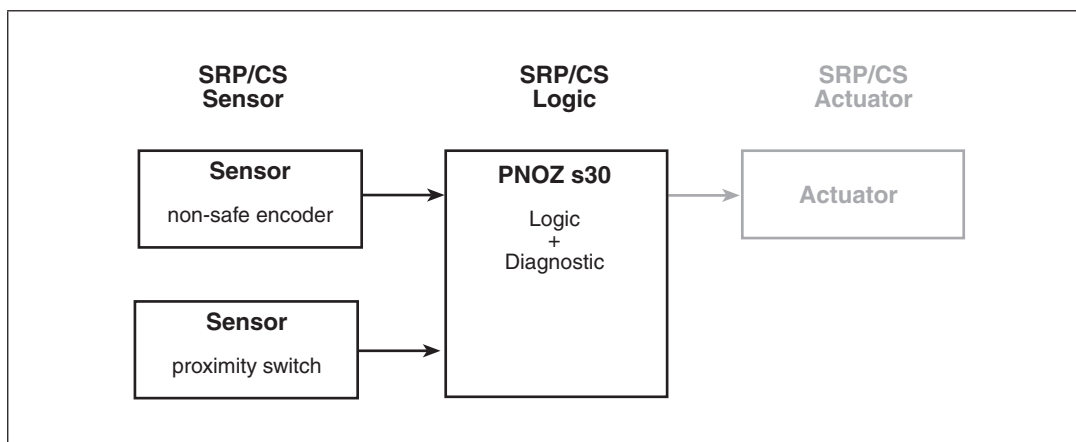 SRP/CS
Sensor
SRP/CS
Logic
SRP/CS
Actuator
Sensor
non-safe encoder
PNOZ s30
Logic
+
Diagnostic
Actuator
Sensor
proximity switch